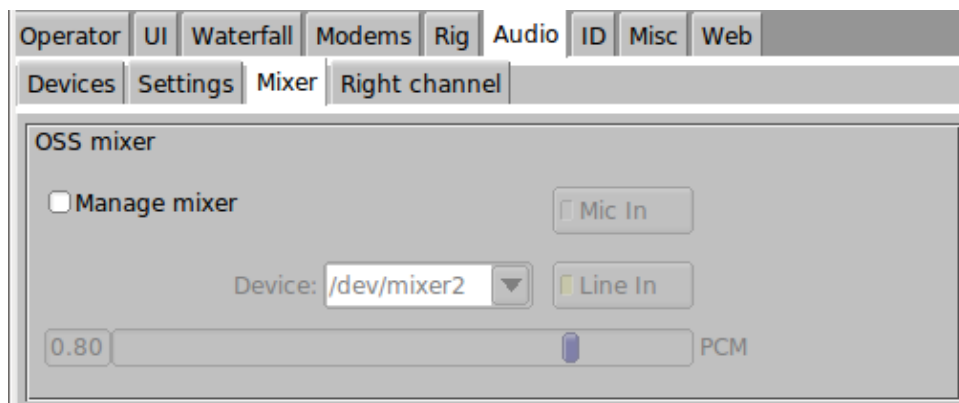 Operator UI Waterfall Modems Rig Audio ID Misc Web
Devices Settings Mixer Right channel
OSS mixer
Manage mixer Mic In
Device: /dev/mixer2 Line In
0.80 PCM